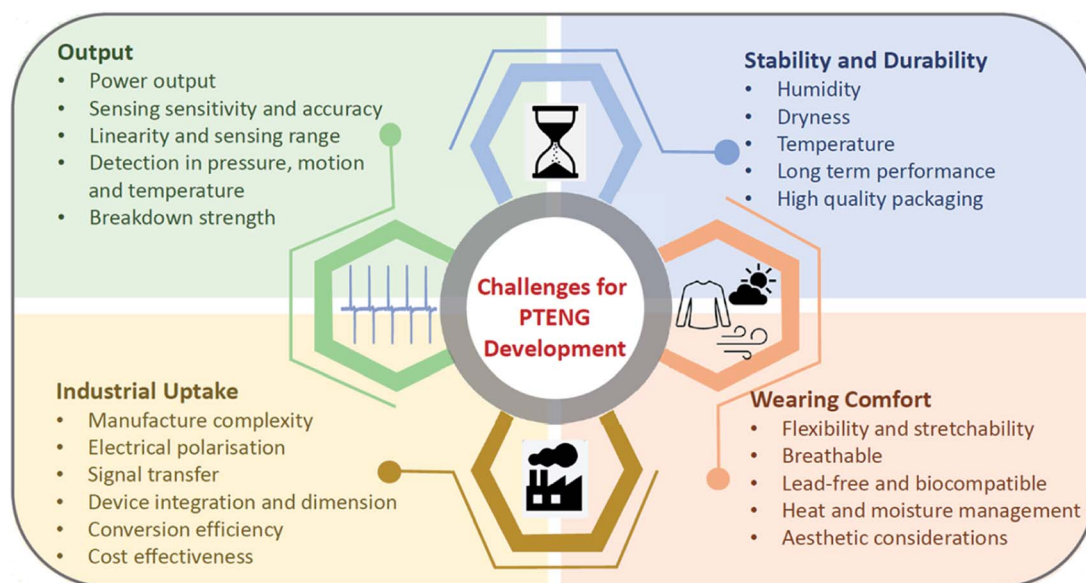 Output
• Power output
• Sensing sensitivity and accuracy
• Linearity and sensing range
• Detection in pressure, motion
and temperature
• Breakdown strength
Stability and Durability
• Humidity
• Dryness
• Temperature
• Long term performance
• High quality packaging
Challenges for
PTENG
Development
Industrial Uptake
• Manufacture complexity
• Electrical polarisation
• Signal transfer
• Device integration and dimension
• Conversion efficiency
• Cost effectiveness
Wearing Comfort
• Flexibility and stretchability
• Breathable
• Lead-free and biocompatible
• Heat and moisture management
• Aesthetic considerations